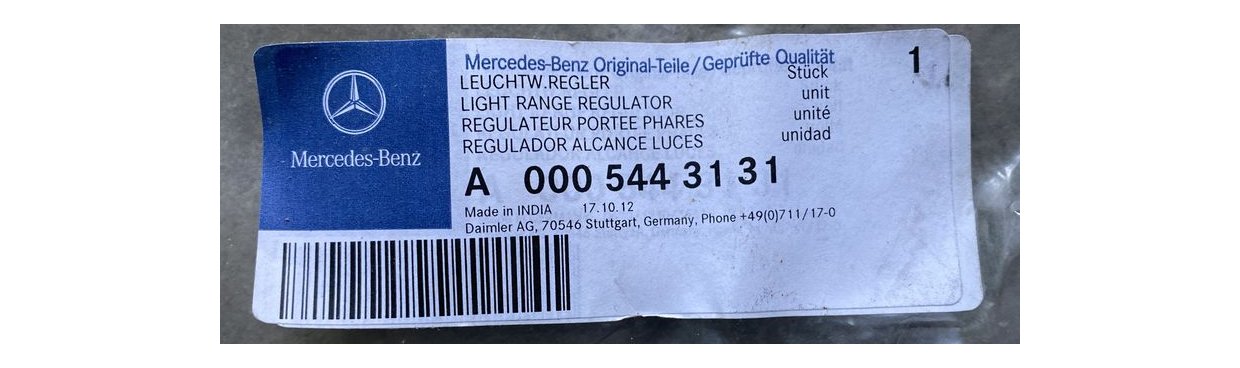 Mercedes-Benz
Mercedes-Benz Original-Teile/Geprüfte Qualität
1
LEUCHTW.REGLER Stück
LIGHT RANGE REGULATOR unit
REGULATEUR PORTEE PHARES unité
REGULADOR ALCANCE LUCES unidad
A 000 544 31 31
Made in INDIA 17.10.12
Daimler AG, 70546 Stuttgart, Germany, Phone +49(0)711/17-0